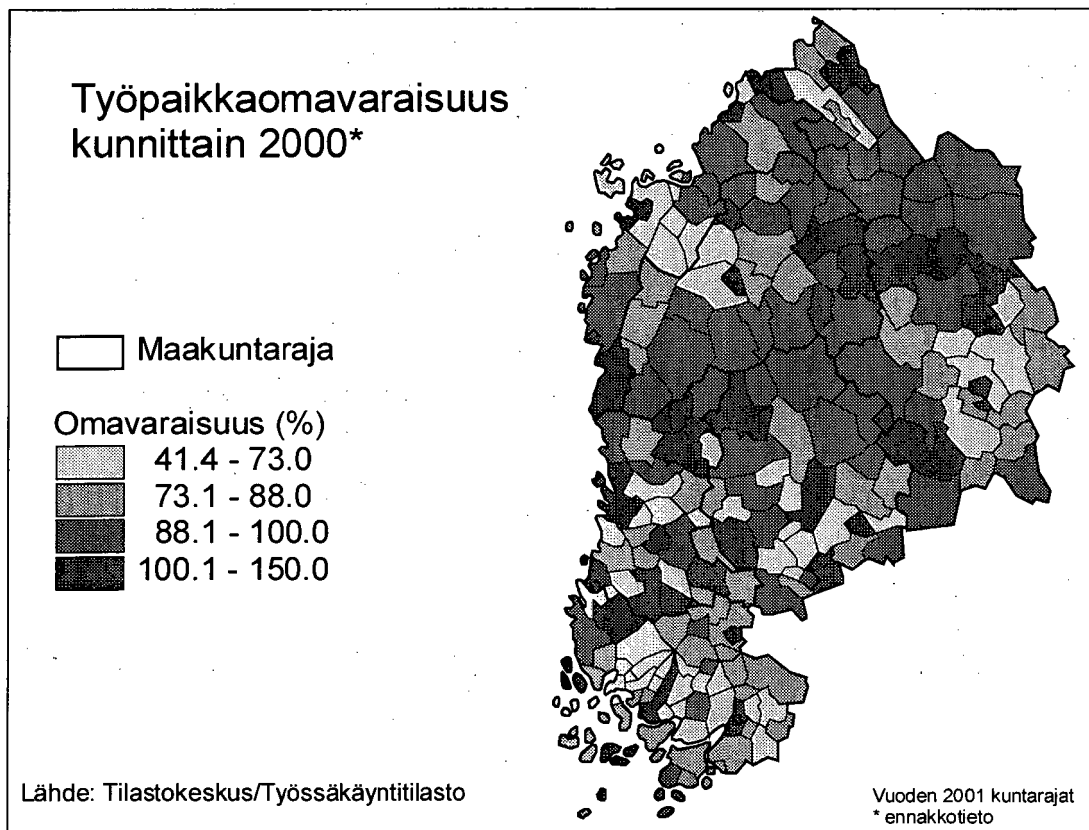 Työpaikkaomavaraisuus
kunnittain 2000*
Maakuntaraja
Omavaraisuus (%)
41.4 - 73.0
73.1 - 88.0
88.1 - 100.0
100.1 - 150.0
Lähde: Tilastokeskus/Työssäkäyntitilasto
Vuoden 2001 kuntarajat
* ennakkotieto